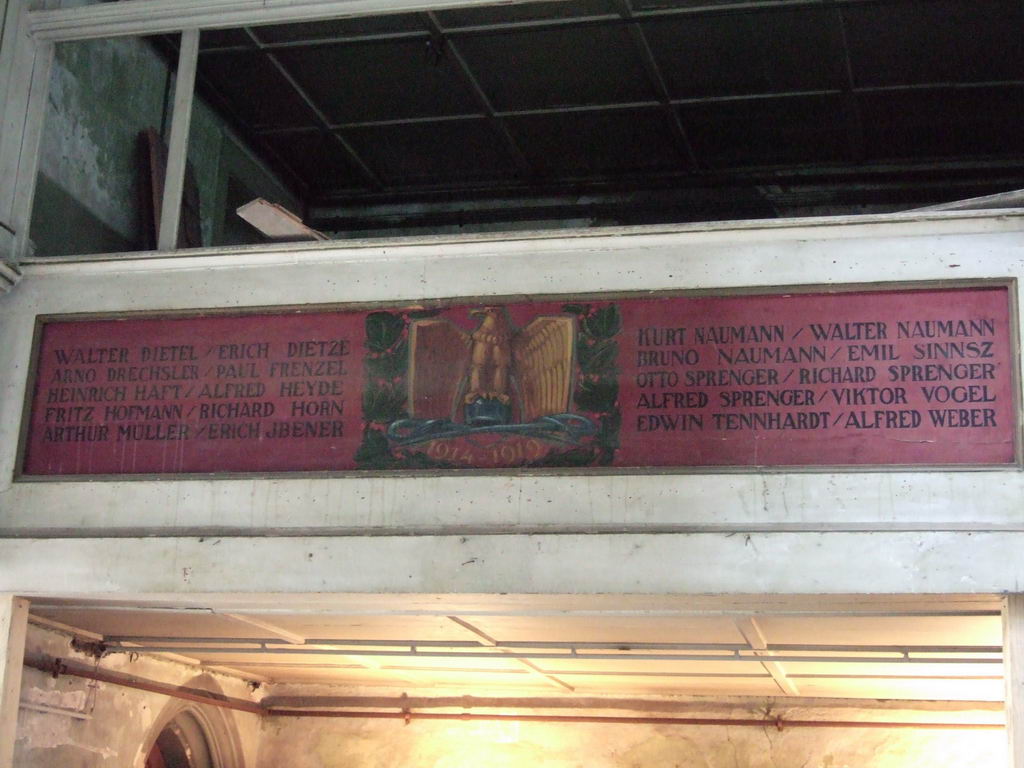 WALTER DIETEL / ERICH DIETZE
ARNO DRECHSLER / PAUL FRENZEL
HEINRICH HAFT / ALFRED HEYDE
FRITZ HOFMANN / RICHARD HORN
ARTHUR MÜLLER / ERICH JBENER
1914-1919
KURT NAUMANN / WALTER NAUMANN
BRUNO NAUMANN / EMIL SINNSZ
OTTO SPRENGER / RICHARD SPRENGER
ALFRED SPRENGER / VIKTOR VOGEL
EDWIN TENNHARDT / ALFRED WEBER